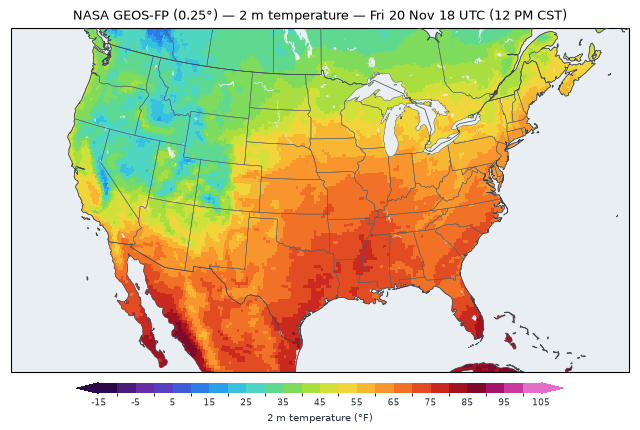 NASA GEOS-FP (0.25°) — 2 m temperature — Fri 20 Nov 18 UTC (12 PM CST)
-15 -5 5 15 25 35 45 55 65 75 85 95 105
2 m temperature (°F)